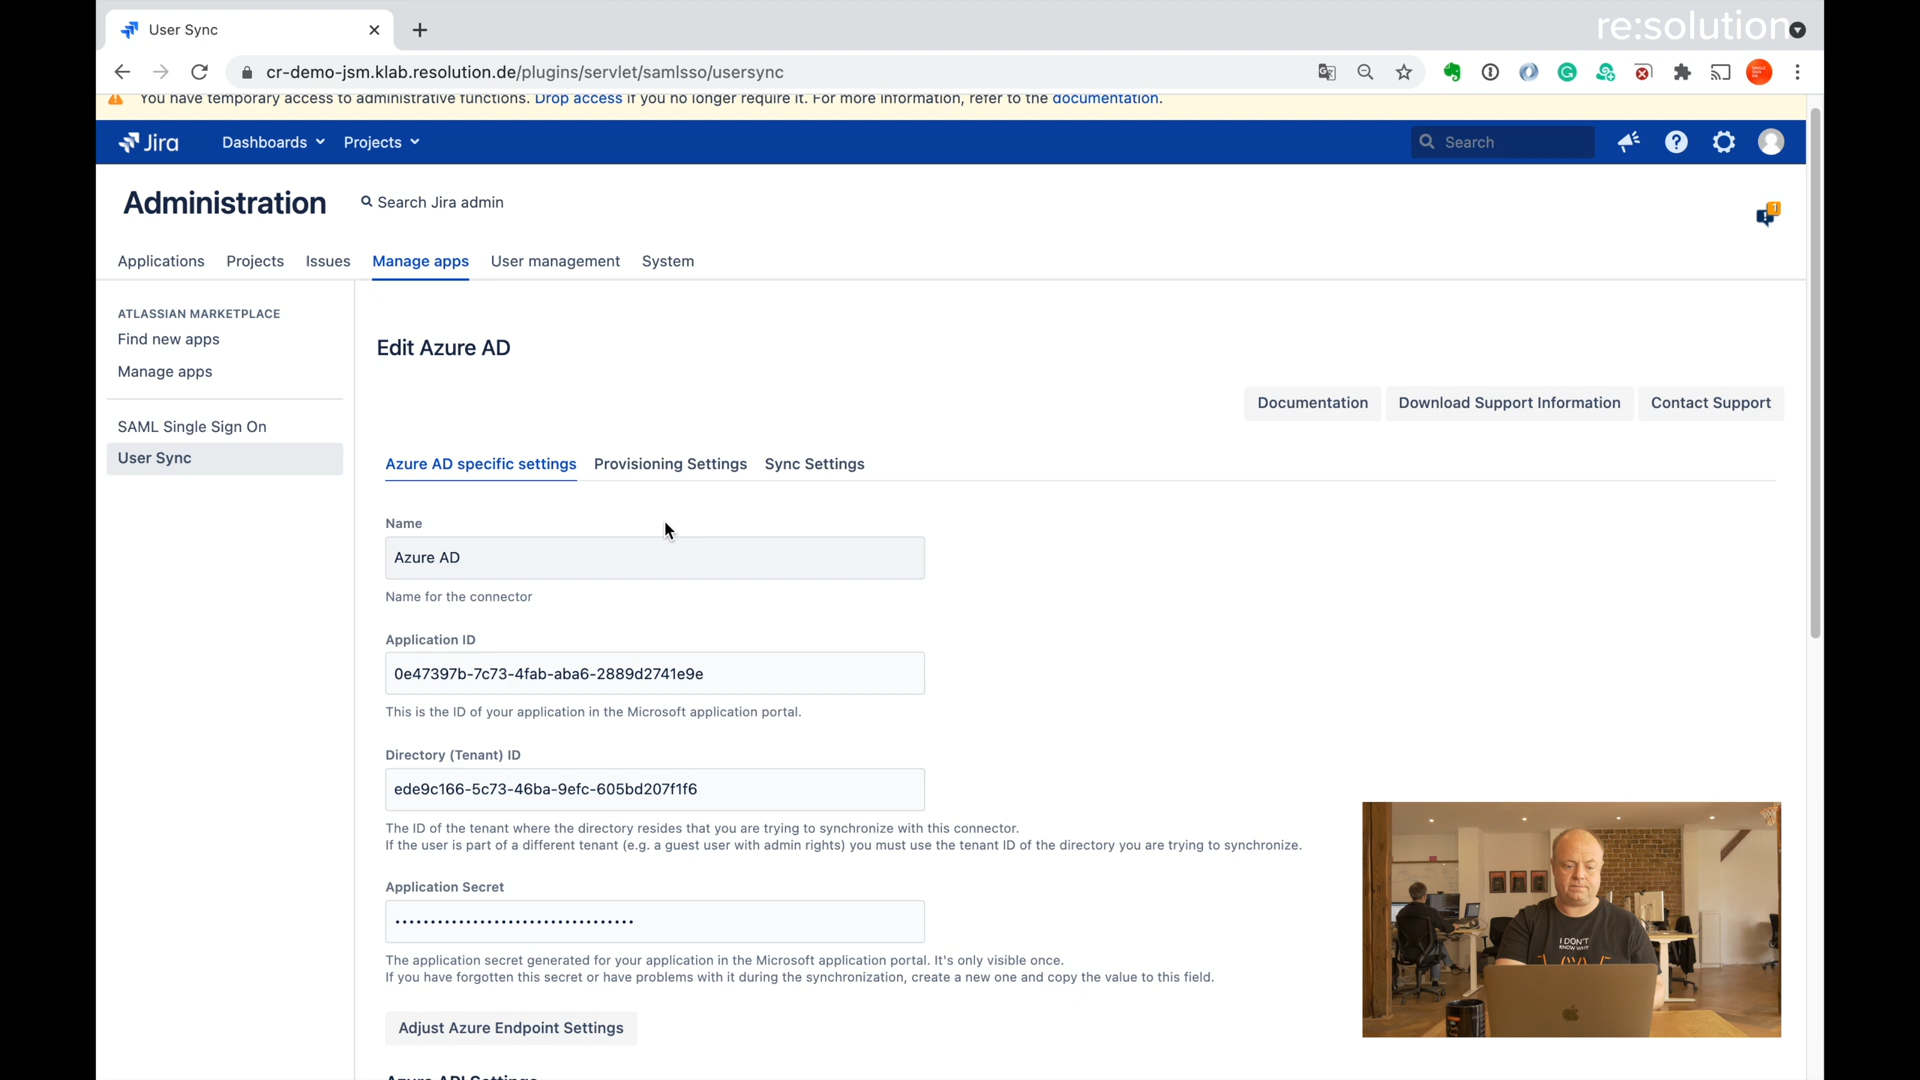 User Sync
re:solution
cr-demo-jsm.klab.resolution.de/plugins/servlet/samlsso/usersync
You have temporary access to administrative functions. Drop access if you no longer require it. For more information, refer to the documentation.
Jira
Dashboards
Projects
Search
Administration
Search Jira admin
1
Applications
Projects
Issues
Manage apps
User management
System
ATLASSIAN MARKETPLACE
Find new apps
Manage apps
SAML Single Sign On
User Sync
Edit Azure AD
Documentation
Download Support Information
Contact Support
Azure AD specific settings
Provisioning Settings
Sync Settings
Name
Azure AD
Name for the connector
Application ID
0e47397b-7c73-4fab-aba6-2889d2741e9e
This is the ID of your application in the Microsoft application portal.
Directory (Tenant) ID
ede9c166-5c73-46ba-9efc-605bd207f1f6
The ID of the tenant where the directory resides that you are trying to synchronize with this connector.
If the user is part of a different tenant (e.g. a guest user with admin rights) you must use the tenant ID of the directory you are trying to synchronize.
Application Secret
••••••••••••••••••••••••••••••••••
The application secret generated for your application in the Microsoft application portal. It's only visible once.
If you have forgotten this secret or have problems with it during the synchronization, create a new one and copy the value to this field.
Adjust Azure Endpoint Settings
Azure API Settings
I DON'T
KNOW WHY